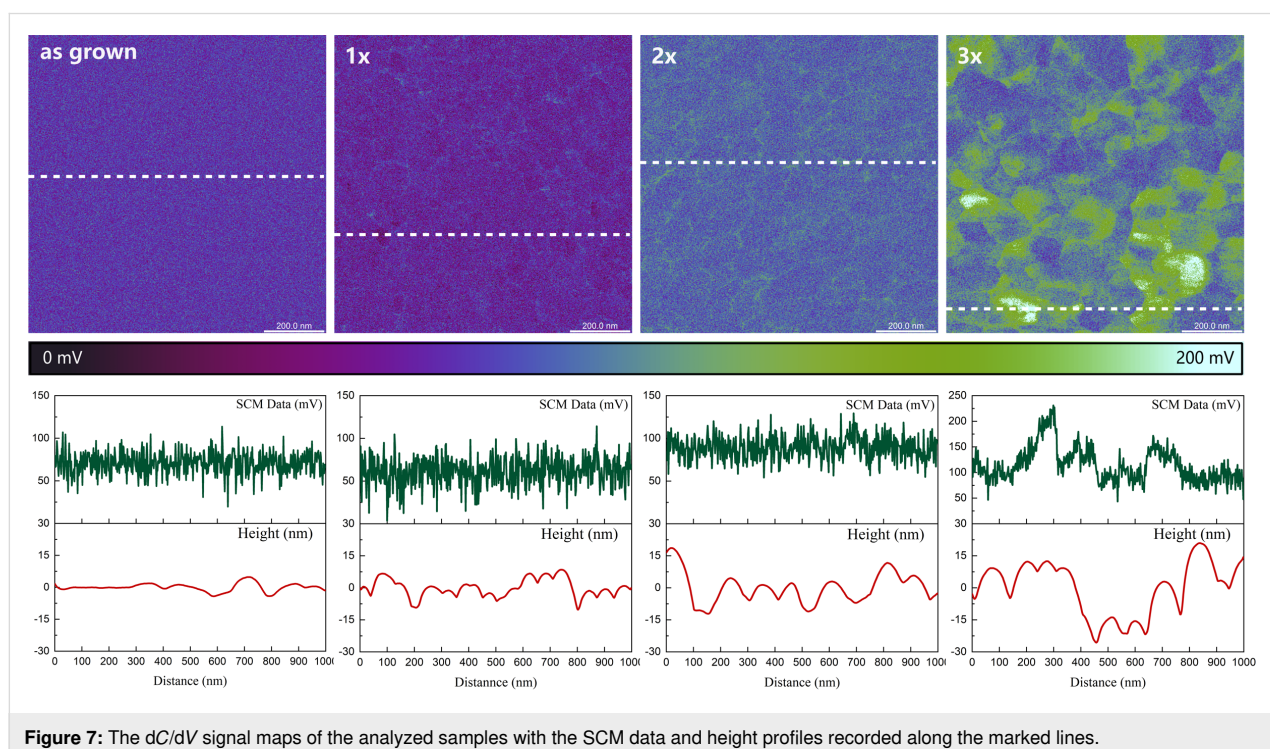 as grown
1x
2x
3x
200.0 nm
200.0 nm
200.0 nm
200.0 nm
0 mV
200 mV
150
100
50
30
15
0
-15
-30
SCM Data (mV)
Height (nm)
0 100 200 300 400 500 600 700 800 900 1000
Distance (nm)
150
100
50
30
15
0
-15
-30
SCM Data (mV)
Height (nm)
0 100 200 300 400 500 600 700 800 900 1000
Distannce (nm)
150
100
50
30
15
0
-15
-30
SCM Data (mV)
Height (nm)
0 100 200 300 400 500 600 700 800 900 1000
Distance (nm)
250
200
150
100
50
30
15
0
-15
-30
SCM Data (mV)
Height (nm)
0 100 200 300 400 500 600 700 800 900 1000
Distance (nm)
Figure 7: The dC/dV signal maps of the analyzed samples with the SCM data and height profiles recorded along the marked lines.